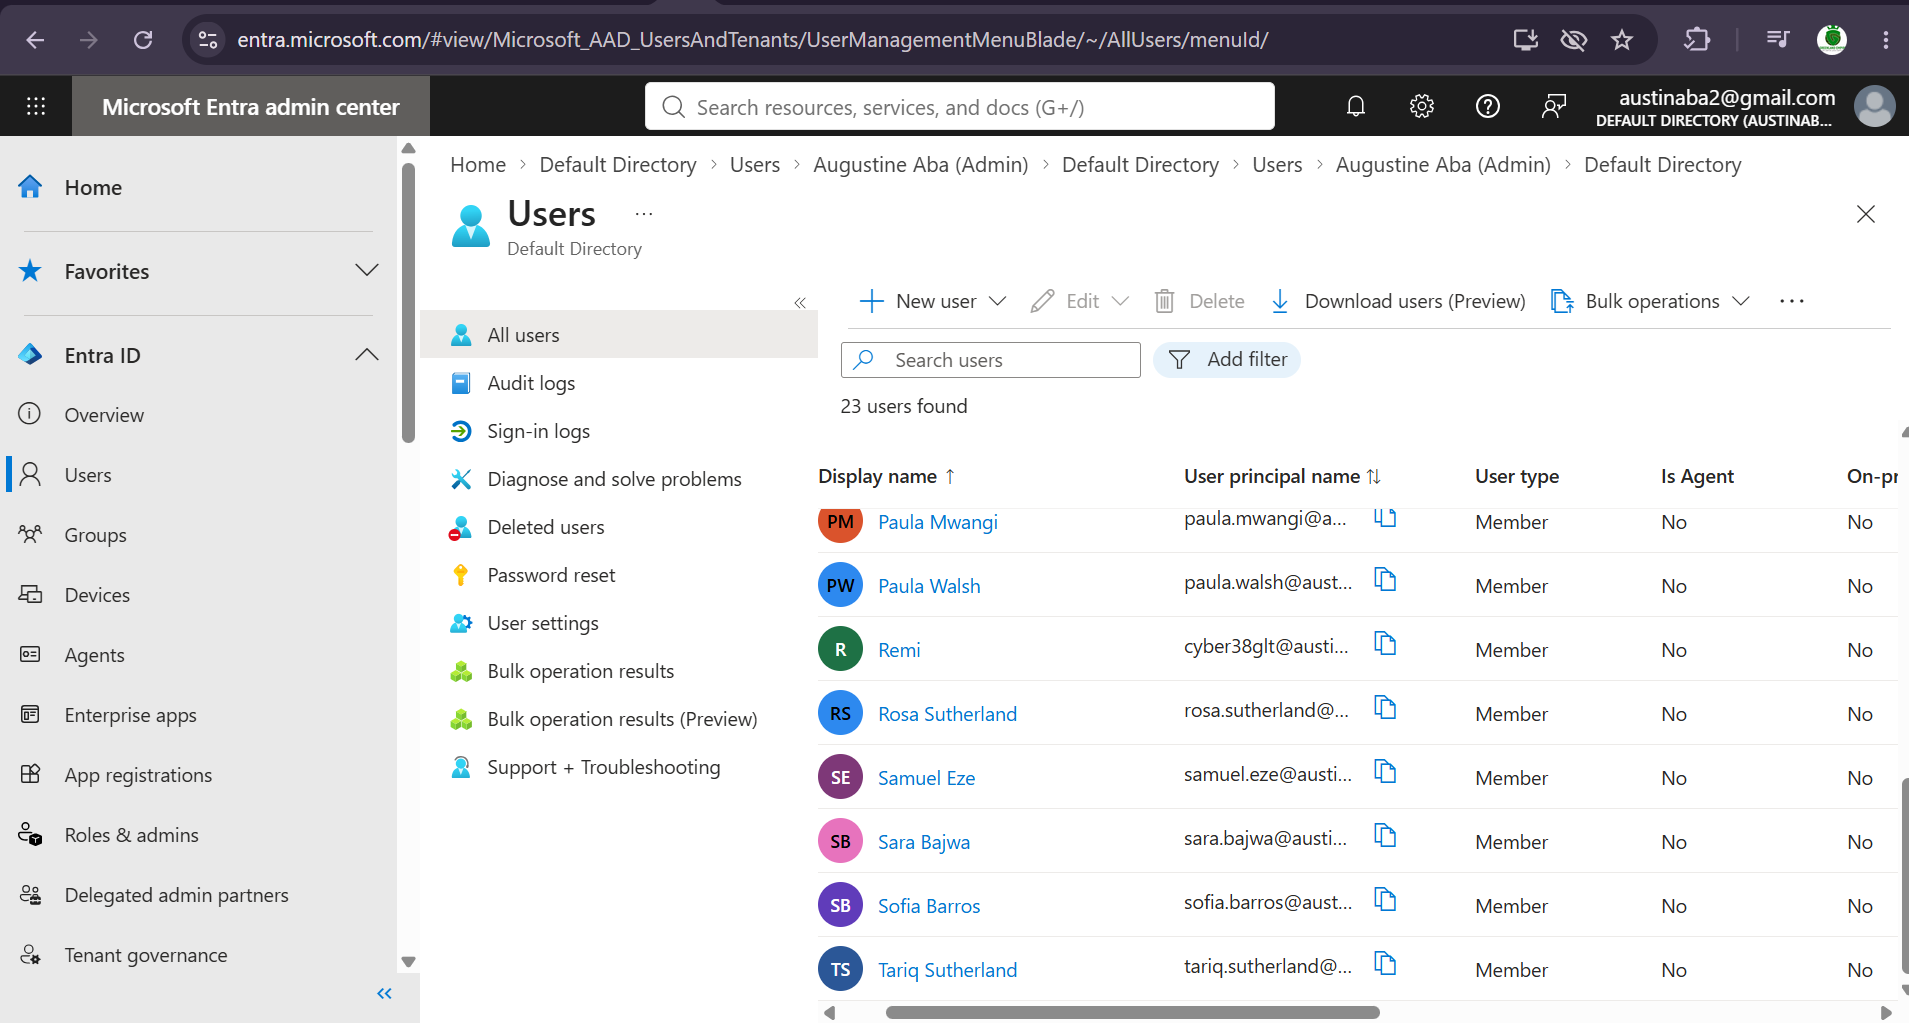 entra.microsoft.com/#view/Microsoft_AAD_UsersAndTenants/UserManagementMenuBlade/~/AllUsers/menuId/
Microsoft Entra admin center
Search resources, services, and docs (G+/)
austinaba2@gmail.com
DEFAULT DIRECTORY (AUSTINAB...
Home
Favorites
Entra ID
Overview
Users
Groups
Devices
Agents
Enterprise apps
App registrations
Roles & admins
Delegated admin partners
Tenant governance
Home > Default Directory > Users > Augustine Aba (Admin) > Default Directory > Users > Augustine Aba (Admin) > Default Directory
Users ...
Default Directory
All users
Audit logs
Sign-in logs
Diagnose and solve problems
Deleted users
Password reset
User settings
Bulk operation results
Bulk operation results (Preview)
Support + Troubleshooting
New user Edit Delete Download users (Preview) Bulk operations ...
Search users Add filter
23 users found
Display name ↑ User principal name ↑↓ User type Is Agent On-pr
PM Paula Mwangi paula.mwangi@a... Member No No
PW Paula Walsh paula.walsh@aust... Member No No
R Remi cyber38glt@austi... Member No No
RS Rosa Sutherland rosa.sutherland@... Member No No
SE Samuel Eze samuel.eze@austi... Member No No
SB Sara Bajwa sara.bajwa@austi... Member No No
SB Sofia Barros sofia.barros@aust... Member No No
TS Tariq Sutherland tariq.sutherland@... Member No No